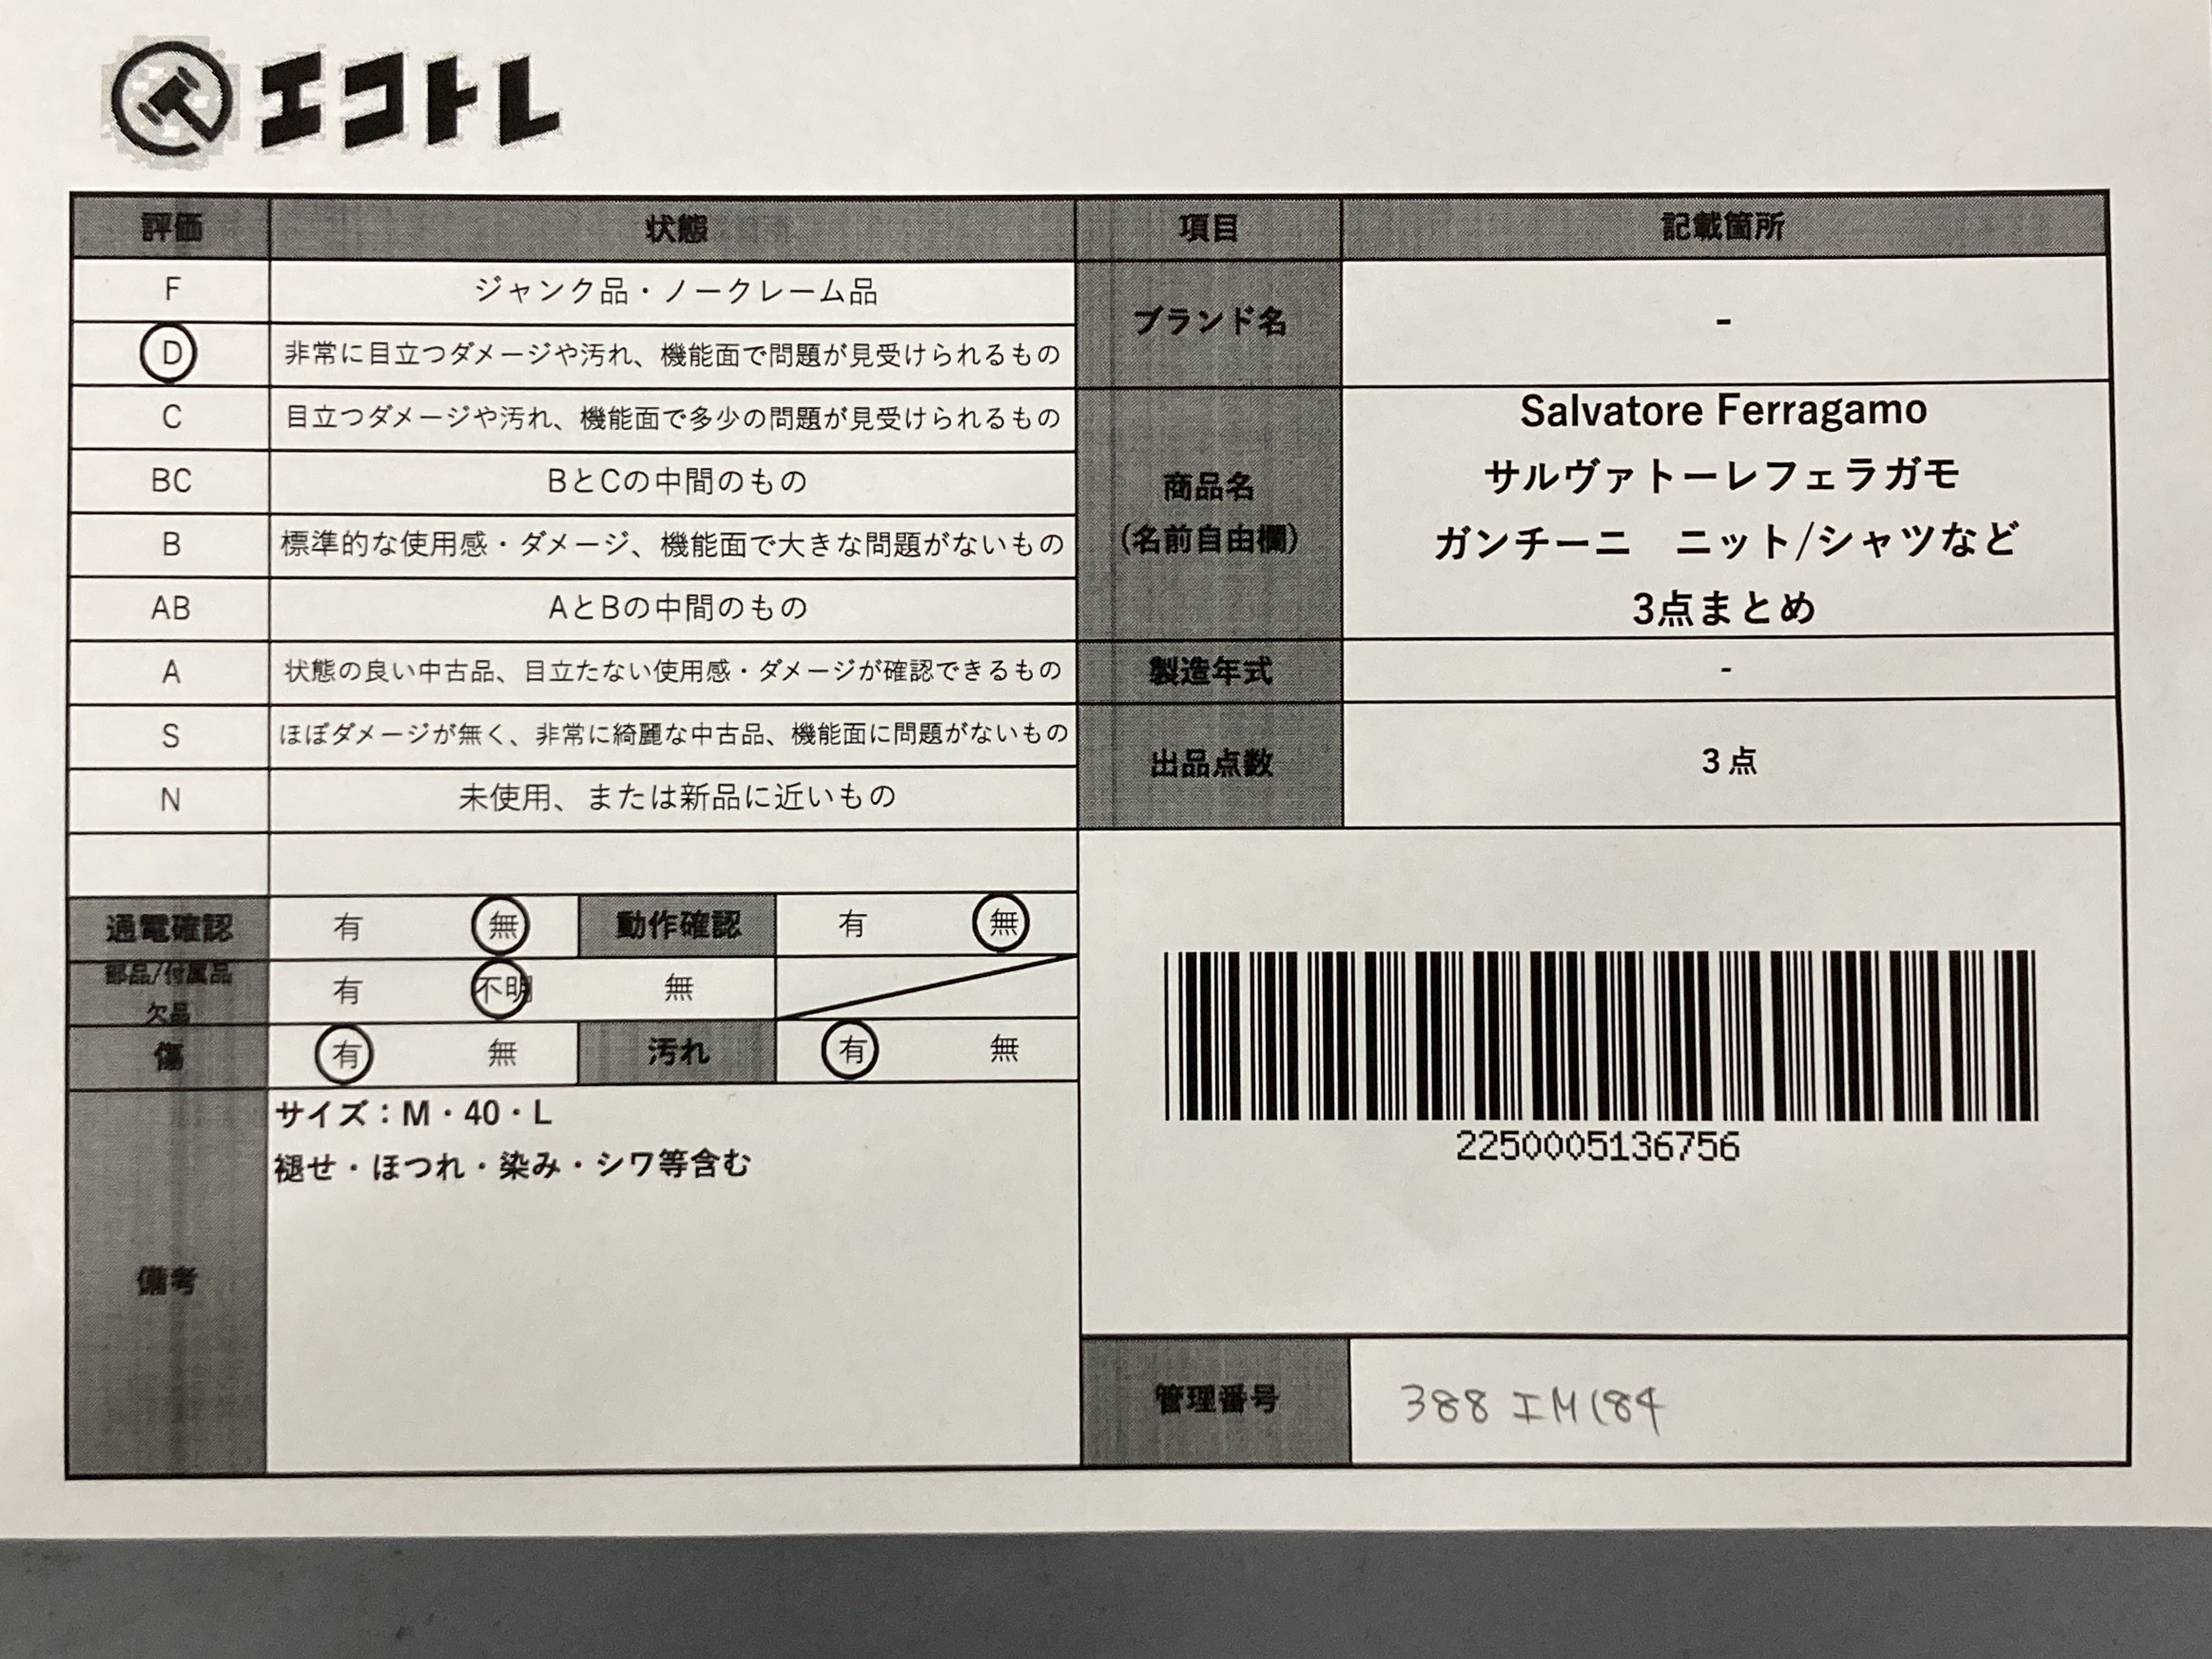 エコトレ
評価 状態 項目 記載箇所
F ジャンク品・ノークレーム品
D 非常に目立つダメージや汚れ、機能面で問題が見受けられるもの
ブランド名 -
C 目立つダメージや汚れ、機能面で多少の問題が見受けられるもの
BC BとCの中間のもの
B 標準的な使用感・ダメージ、機能面で大きな問題がないもの
AB AとBの中間のもの
商品名
(名前自由欄)
Salvatore Ferragamo
サルヴァトーレフェラガモ
ガンチーニ ニット/シャツなど
3点まとめ
A 状態の良い中古品、目立たない使用感・ダメージが確認できるもの
製造年式 -
S ほぼダメージが無く、非常に綺麗な中古品、機能面に問題がないもの
N 未使用、または新品に近いもの
出品点数 3点
通電確認 有 無 動作確認 有 無
部品/付属品
欠品
有 不明 無
傷 有 無 汚れ 有 無
備考
サイズ：M・40・L
褪せ・ほつれ・染み・シワ等含む
2250005136756
管理番号 388 エM184